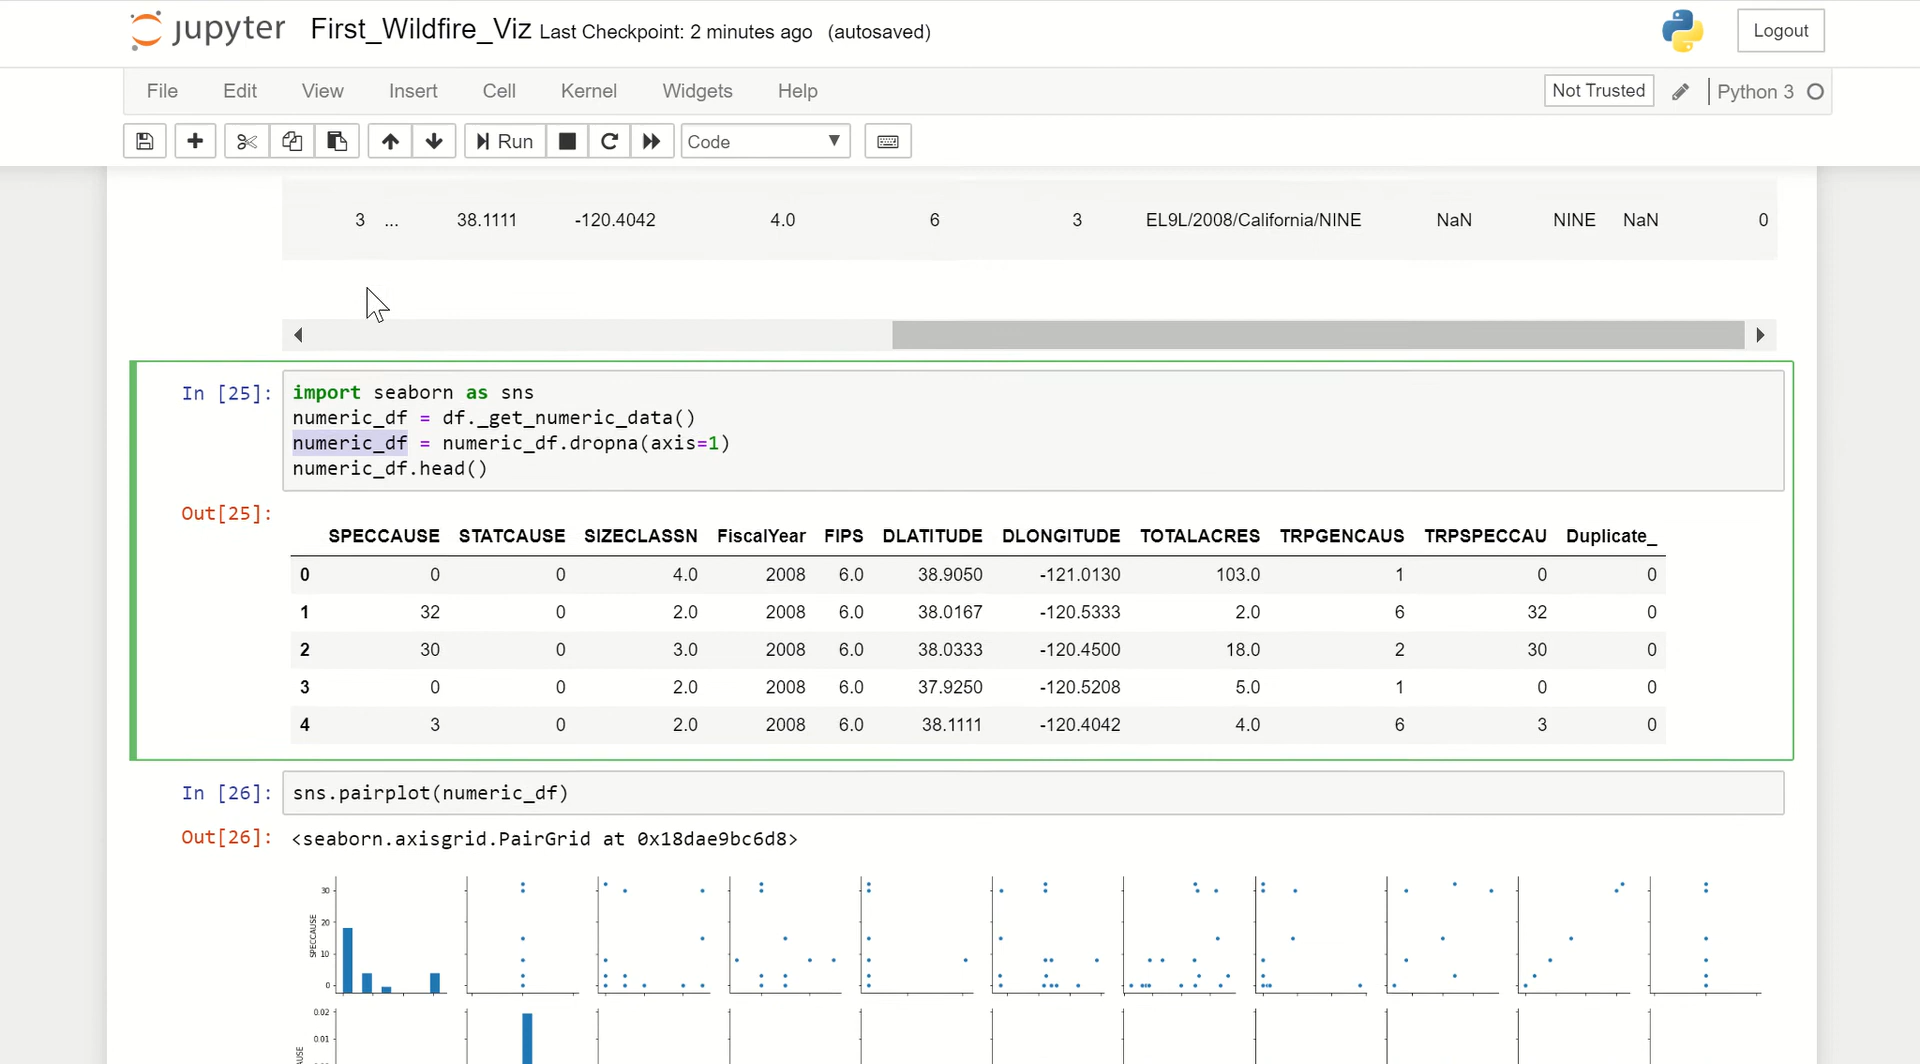 jupyter First_Wildfire_Viz Last Checkpoint: 2 minutes ago (autosaved) Logout
File Edit View Insert Cell Kernel Widgets Help Not Trusted Python 3
Run Code
3 ... 38.1111 -120.4042 4.0 6 3 EL9L/2008/California/NINE NaN NINE NaN 0
In [25]: import seaborn as sns
numeric_df = df._get_numeric_data()
numeric_df = numeric_df.dropna(axis=1)
numeric_df.head()
Out[25]:
SPECCAUSE STATCAUSE SIZECLASSN FiscalYear FIPS DLATITUDE DLONGITUDE TOTALACRES TRPGENCAUS TRPSPECCAU Duplicate_
0 0 0 4.0 2008 6.0 38.9050 -121.0130 103.0 1 0 0
1 32 0 2.0 2008 6.0 38.0167 -120.5333 2.0 6 32 0
2 30 0 3.0 2008 6.0 38.0333 -120.4500 18.0 2 30 0
3 0 0 2.0 2008 6.0 37.9250 -120.5208 5.0 1 0 0
4 3 0 2.0 2008 6.0 38.1111 -120.4042 4.0 6 3 0
In [26]: sns.pairplot(numeric_df)
Out[26]: <seaborn.axisgrid.PairGrid at 0x18dae9bc6d8>
30
20
10
0
SPECCAUSE
0.02
0.01